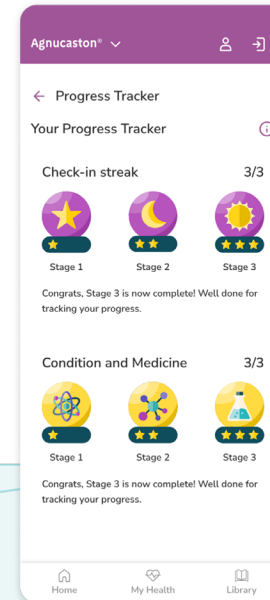 Agnucaston®
Progress Tracker
Your Progress Tracker
Check-in streak 3/3
Stage 1 Stage 2 Stage 3
Congrats, Stage 3 is now complete! Well done for
tracking your progress.
Condition and Medicine 3/3
Stage 1 Stage 2 Stage 3
Congrats, Stage 3 is now complete! Well done for
tracking your progress.
Home My Health Library